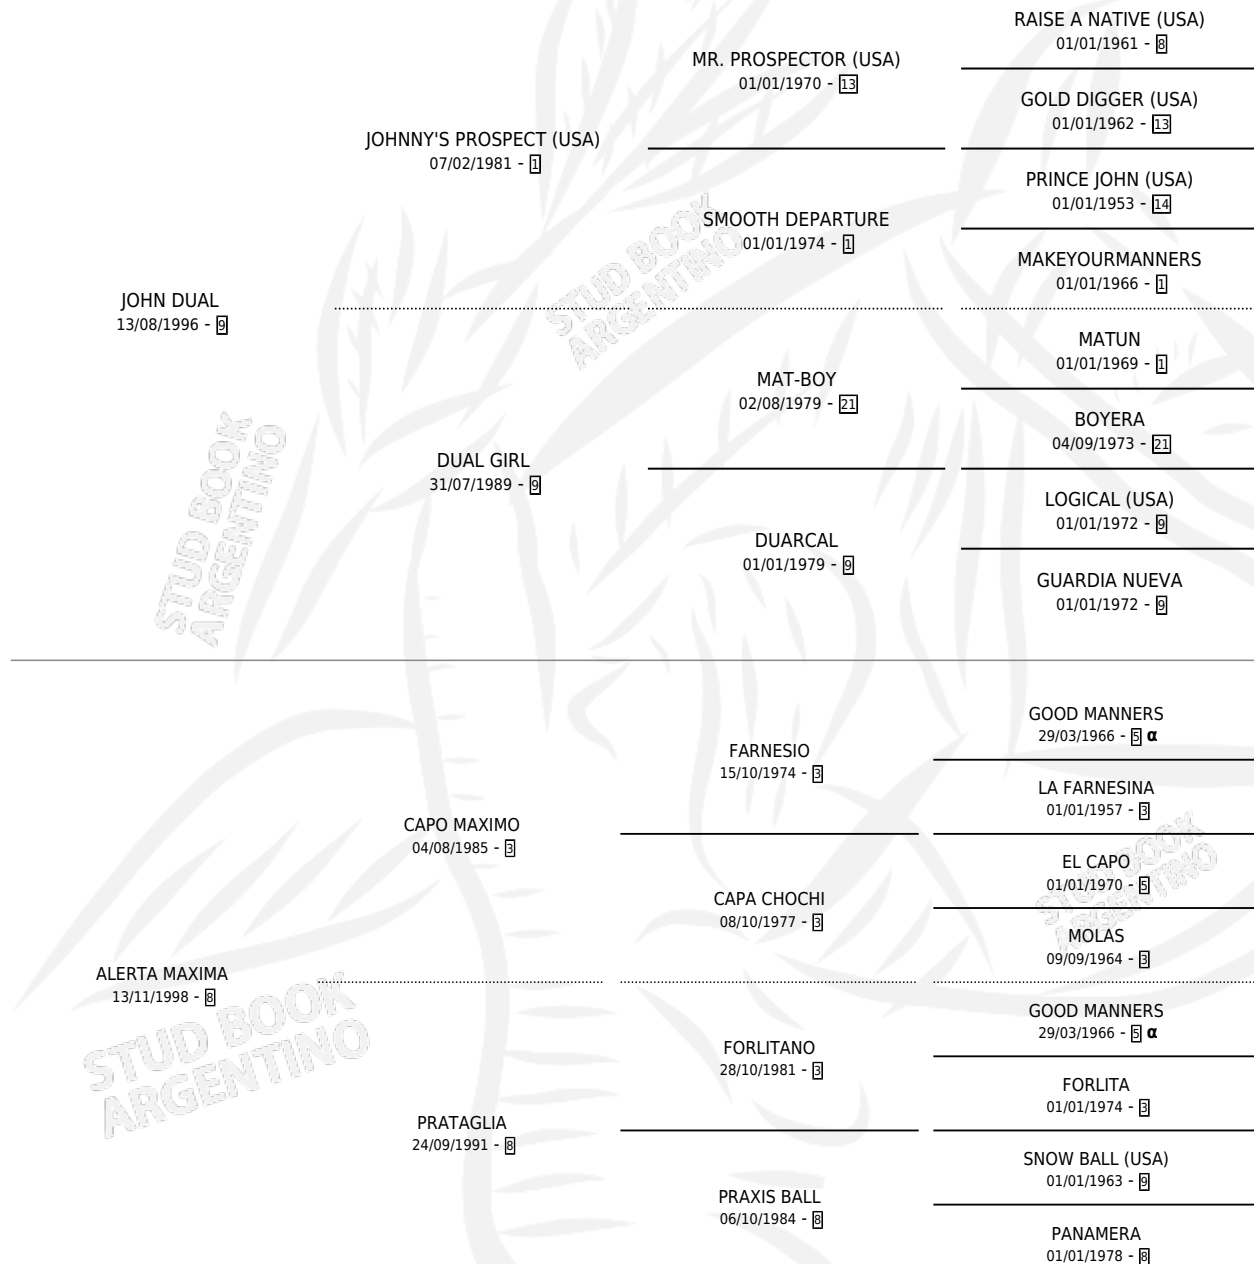 RAISE A NATIVE (USA)
01/01/1961 - 8
MR. PROSPECTOR (USA)
01/01/1970 - 13
GOLD DIGGER (USA)
01/01/1962 - 13
JOHNNY'S PROSPECT (USA)
07/02/1981 - 1
PRINCE JOHN (USA)
01/01/1953 - 14
SMOOTH DEPARTURE
01/01/1974 - 1
MAKEYOURMANNERS
01/01/1966 - 1
JOHN DUAL
13/08/1996 - 9
MATUN
01/01/1969 - 1
MAT-BOY
02/08/1979 - 21
BOYERA
04/09/1973 - 21
DUAL GIRL
31/07/1989 - 9
LOGICAL (USA)
01/01/1972 - 9
DUARCAL
01/01/1979 - 9
GUARDIA NUEVA
01/01/1972 - 9
GOOD MANNERS
29/03/1966 - 5 α
FARNESIO
15/10/1974 - 3
LA FARNESINA
01/01/1957 - 3
CAPO MAXIMO
04/08/1985 - 3
EL CAPO
01/01/1970 - 5
CAPA CHOCHI
08/10/1977 - 3
MOLAS
09/09/1964 - 3
ALERTA MAXIMA
13/11/1998 - 8
GOOD MANNERS
29/03/1966 - 5 α
FORLITANO
28/10/1981 - 3
FORLITA
01/01/1974 - 3
PRATAGLIA
24/09/1991 - 8
SNOW BALL (USA)
01/01/1963 - 9
PRAXIS BALL
06/10/1984 - 8
PANAMERA
01/01/1978 - 8
STUD BOOK
ARGENTINO
STUD BOOK
ARGENTINO
STUD BOOK
ARGENTINO
STUD BOOK
ARGENTINO